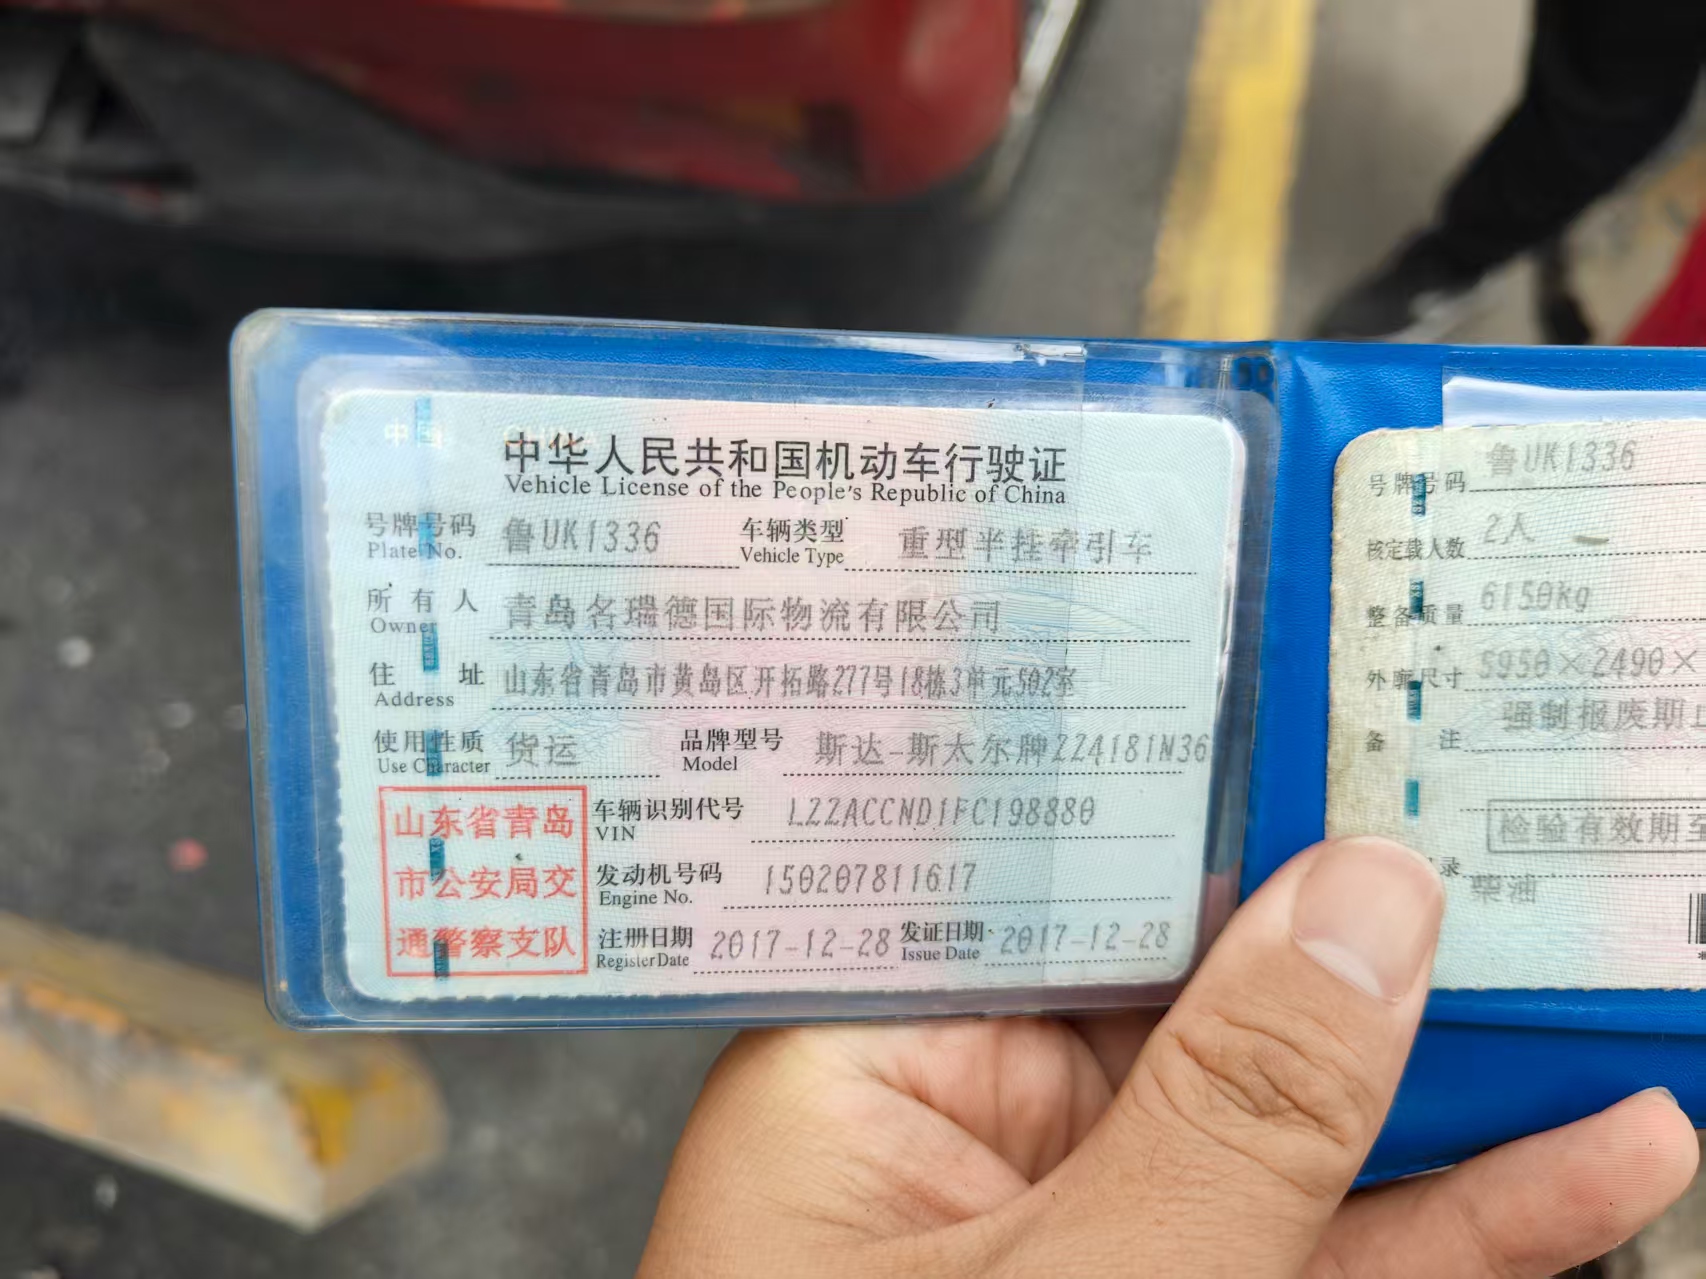 中华人民共和国机动车行驶证
Vehicle License of the People's Republic of China
号牌号码 鲁UK1336 车辆类型 重型半挂牵引车
Plate No. Vehicle Type
所有人 青岛名瑞德国际物流有限公司
Owner
住址 山东省青岛市黄岛区开拓路277号18栋3单元502室
Address
使用性质 货运 品牌型号 斯达-斯太尔牌ZZ4181N36
Use Character Model
山东省青岛
市公安局交
通警察支队
车辆识别代号 LZZACCND1FC198880
VIN
发动机号码 150207811617
Engine No.
注册日期 2017-12-28 发证日期 2017-12-28
Register Date Issue Date
号牌号码 鲁UK1336
核定载人数 2人
整备质量 6150kg
外廓尺寸 5950×2490×
备注 强制报废期
检验有效期至
录
柴油